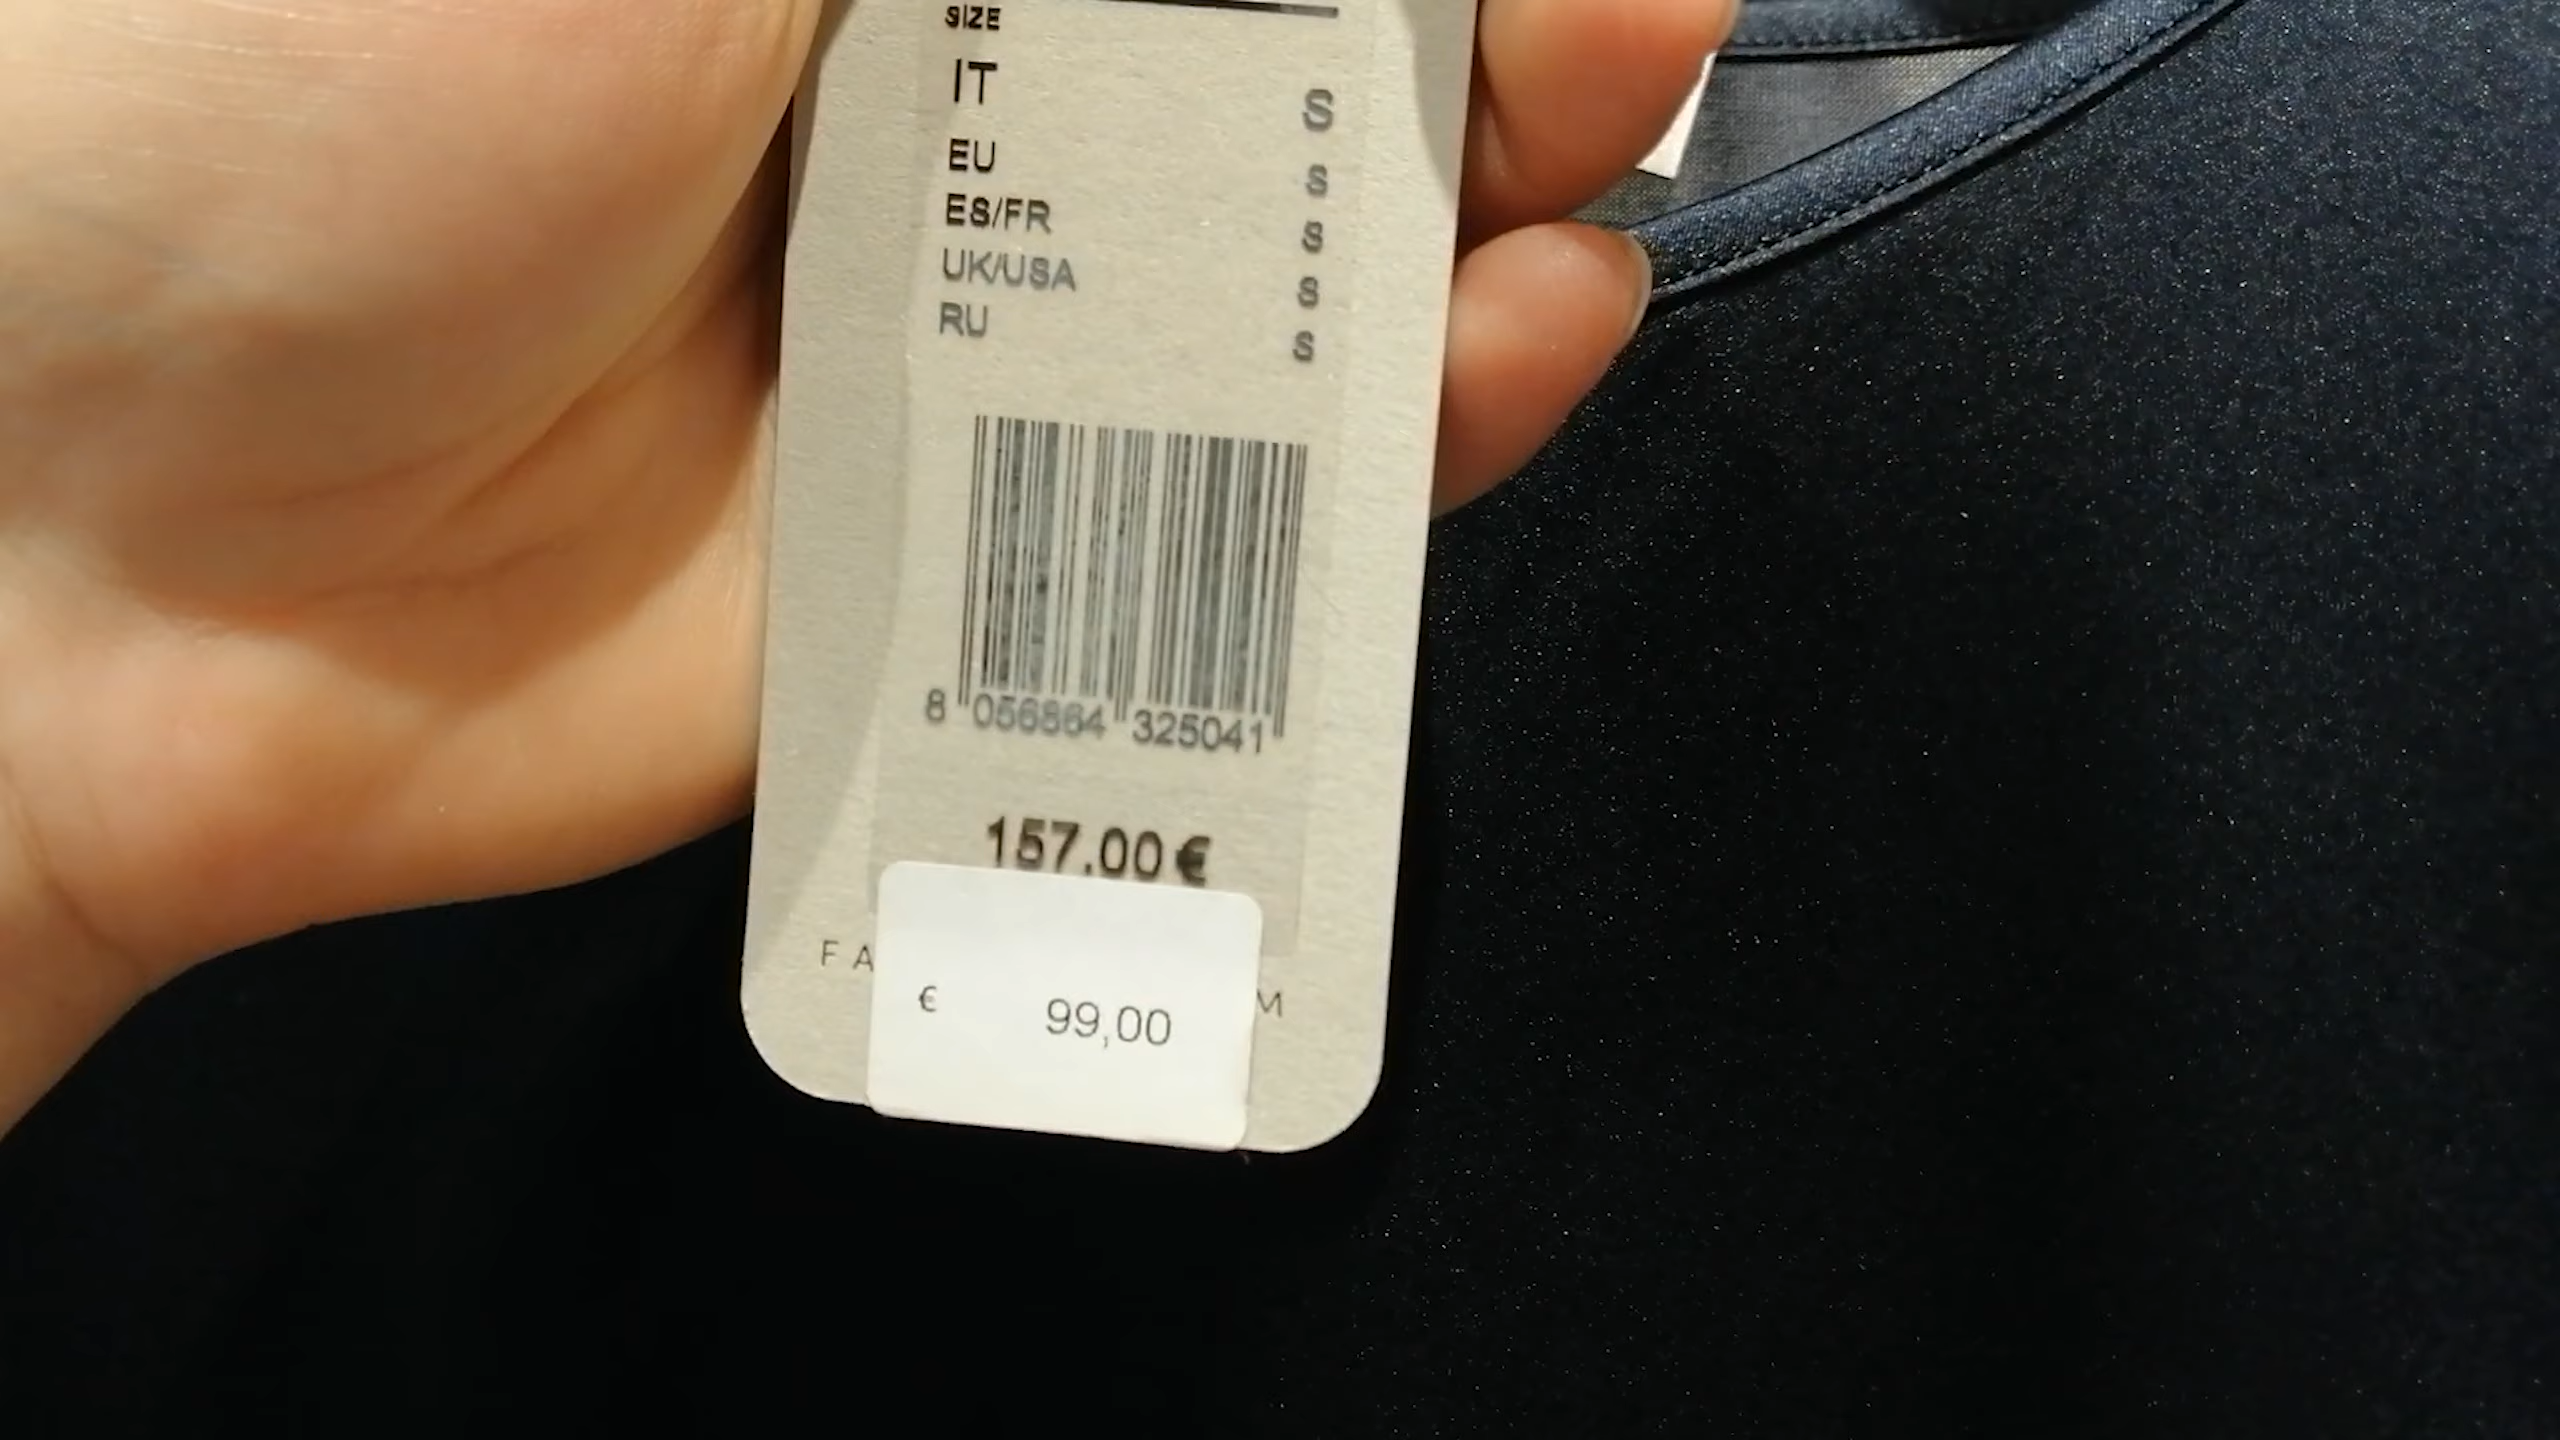 SIZE
IT S
EU S
ES/FR S
UK/USA S
RU S
8 056864 325041
157.00 €
F A M
€ 99,00